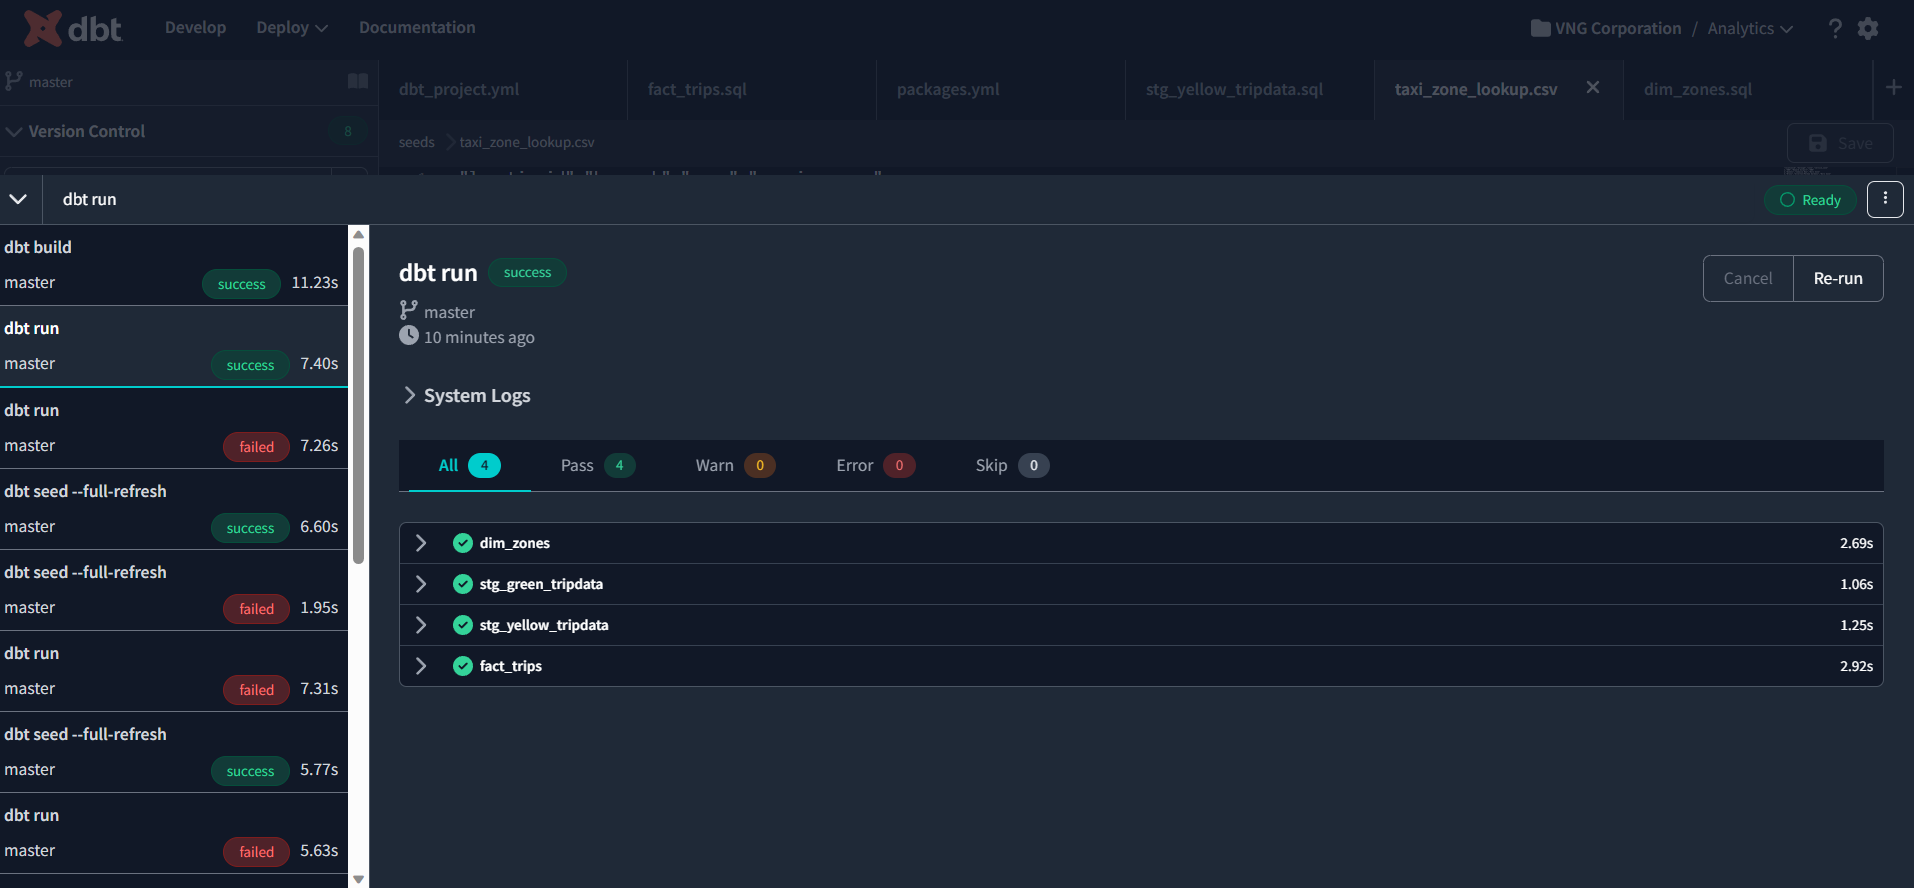 dbt Develop Deploy Documentation VNG Corporation / Analytics ?
master
dbt_project.yml fact_trips.sql packages.yml stg_yellow_tripdata.sql taxi_zone_lookup.csv dim_zones.sql +
Version Control 8
seeds taxi_zone_lookup.csv Save
dbt run Ready
dbt build
master success 11.23s
dbt run
master success 7.40s
dbt run
master failed 7.26s
dbt seed --full-refresh
master success 6.60s
dbt seed --full-refresh
master failed 1.95s
dbt run
master failed 7.31s
dbt seed --full-refresh
master success 5.77s
dbt run
master failed 5.63s
dbt run success Cancel Re-run
master
10 minutes ago
System Logs
All 4 Pass 4 Warn 0 Error 0 Skip 0
dim_zones 2.69s
stg_green_tripdata 1.06s
stg_yellow_tripdata 1.25s
fact_trips 2.92s